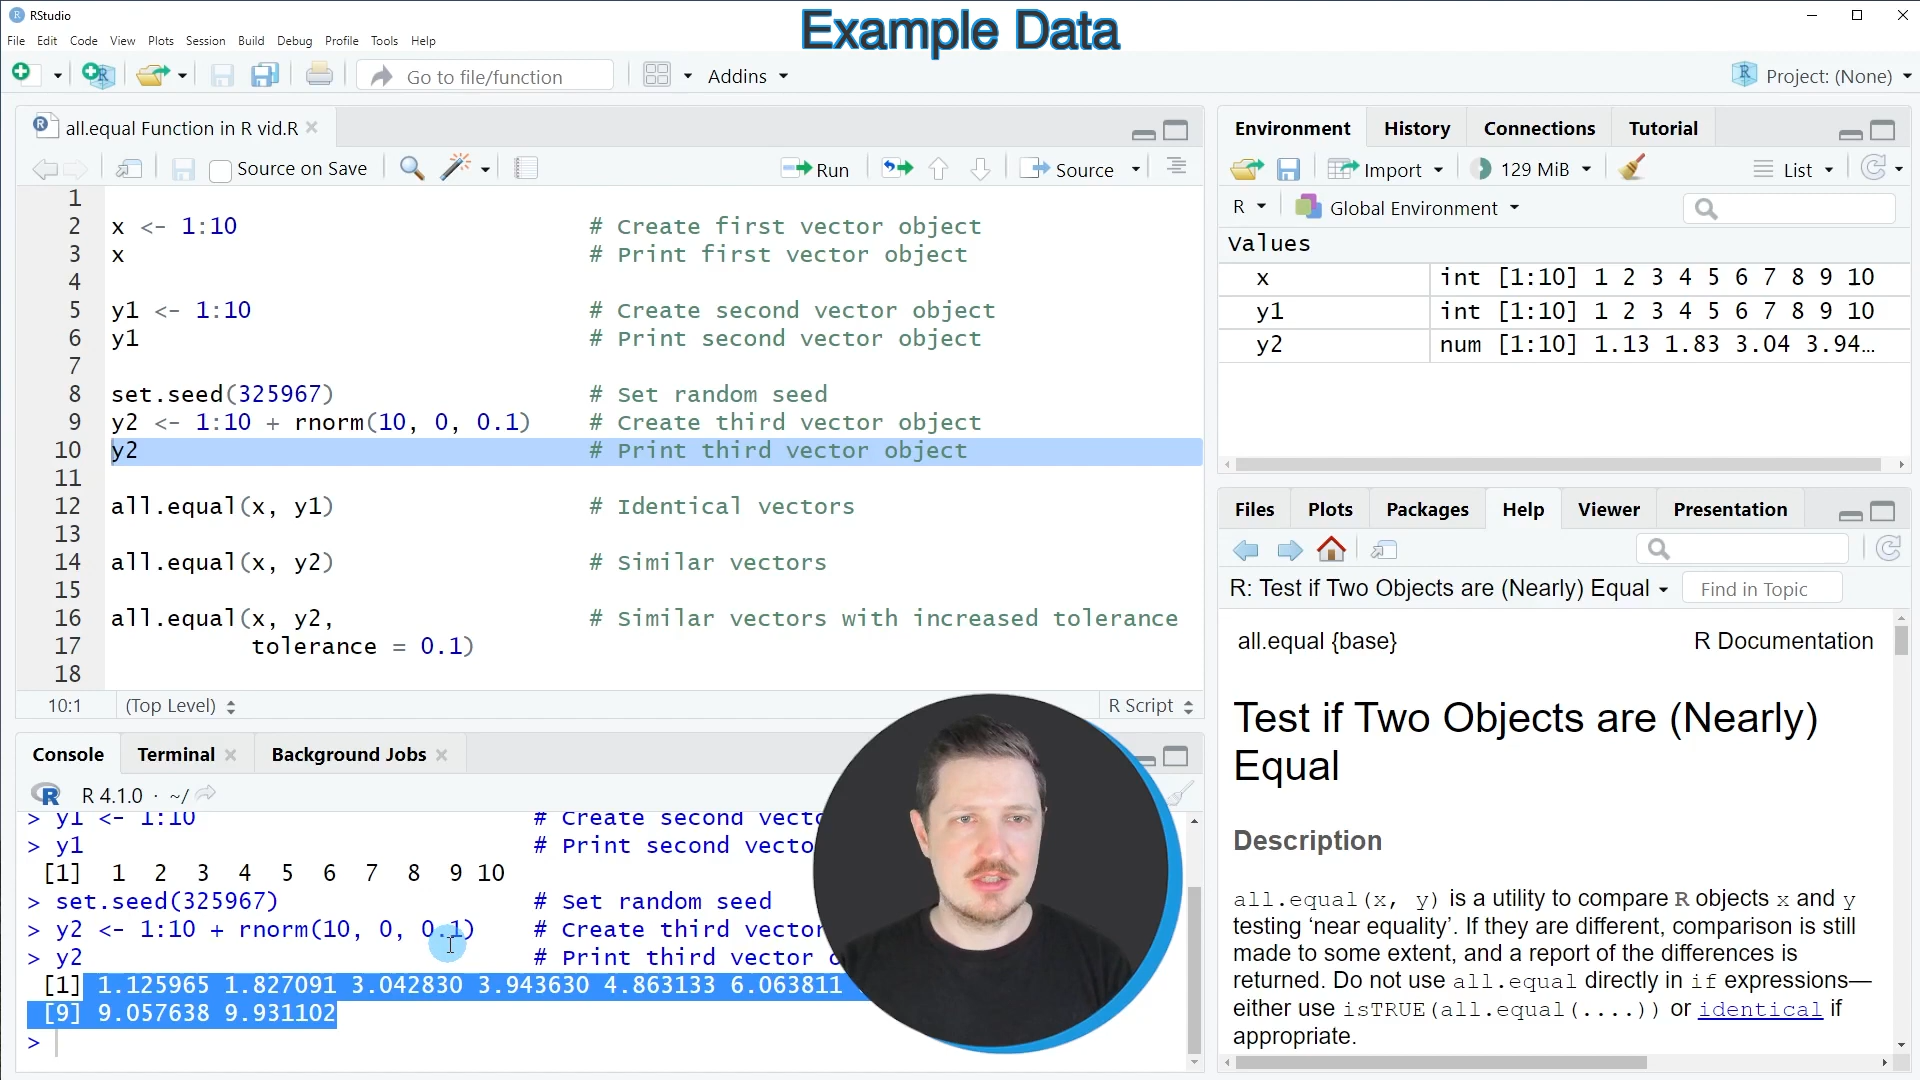 RStudio
Example Data
File Edit Code View Plots Session Build Debug Profile Tools Help
Go to file/function
Addins
Project: (None)
all.equal Function in R vid.R
Source on Save
Run
Source
1
2 x <- 1:10 # Create first vector object
3 x # Print first vector object
4
5 y1 <- 1:10 # Create second vector object
6 y1 # Print second vector object
7
8 set.seed(325967) # Set random seed
9 y2 <- 1:10 + rnorm(10, 0, 0.1) # Create third vector object
10 y2 # Print third vector object
11
12 all.equal(x, y1) # Identical vectors
13
14 all.equal(x, y2) # Similar vectors
15
16 all.equal(x, y2, # Similar vectors with increased tolerance
17 tolerance = 0.1)
18
10:1 (Top Level) R Script
Console Terminal Background Jobs
R 4.1.0 · ~/
> y1 <- 1:10 # Create second vecto
> y1 # Print second vecto
[1] 1 2 3 4 5 6 7 8 9 10
> set.seed(325967) # Set random seed
> y2 <- 1:10 + rnorm(10, 0, 0.1) # Create third vector
> y2 # Print third vector o
[1] 1.125965 1.827091 3.042830 3.943630 4.863133 6.063811
[9] 9.057638 9.931102
>
Environment History Connections Tutorial
Import 129 MiB List
R Global Environment
Values
x int [1:10] 1 2 3 4 5 6 7 8 9 10
y1 int [1:10] 1 2 3 4 5 6 7 8 9 10
y2 num [1:10] 1.13 1.83 3.04 3.94…
Files Plots Packages Help Viewer Presentation
R: Test if Two Objects are (Nearly) Equal Find in Topic
all.equal {base} R Documentation
Test if Two Objects are (Nearly)
Equal
Description
all.equal(x, y) is a utility to compare R objects x and y
testing ‘near equality’. If they are different, comparison is still
made to some extent, and a report of the differences is
returned. Do not use all.equal directly in if expressions—
either use isTRUE(all.equal(....)) or identical if
appropriate.